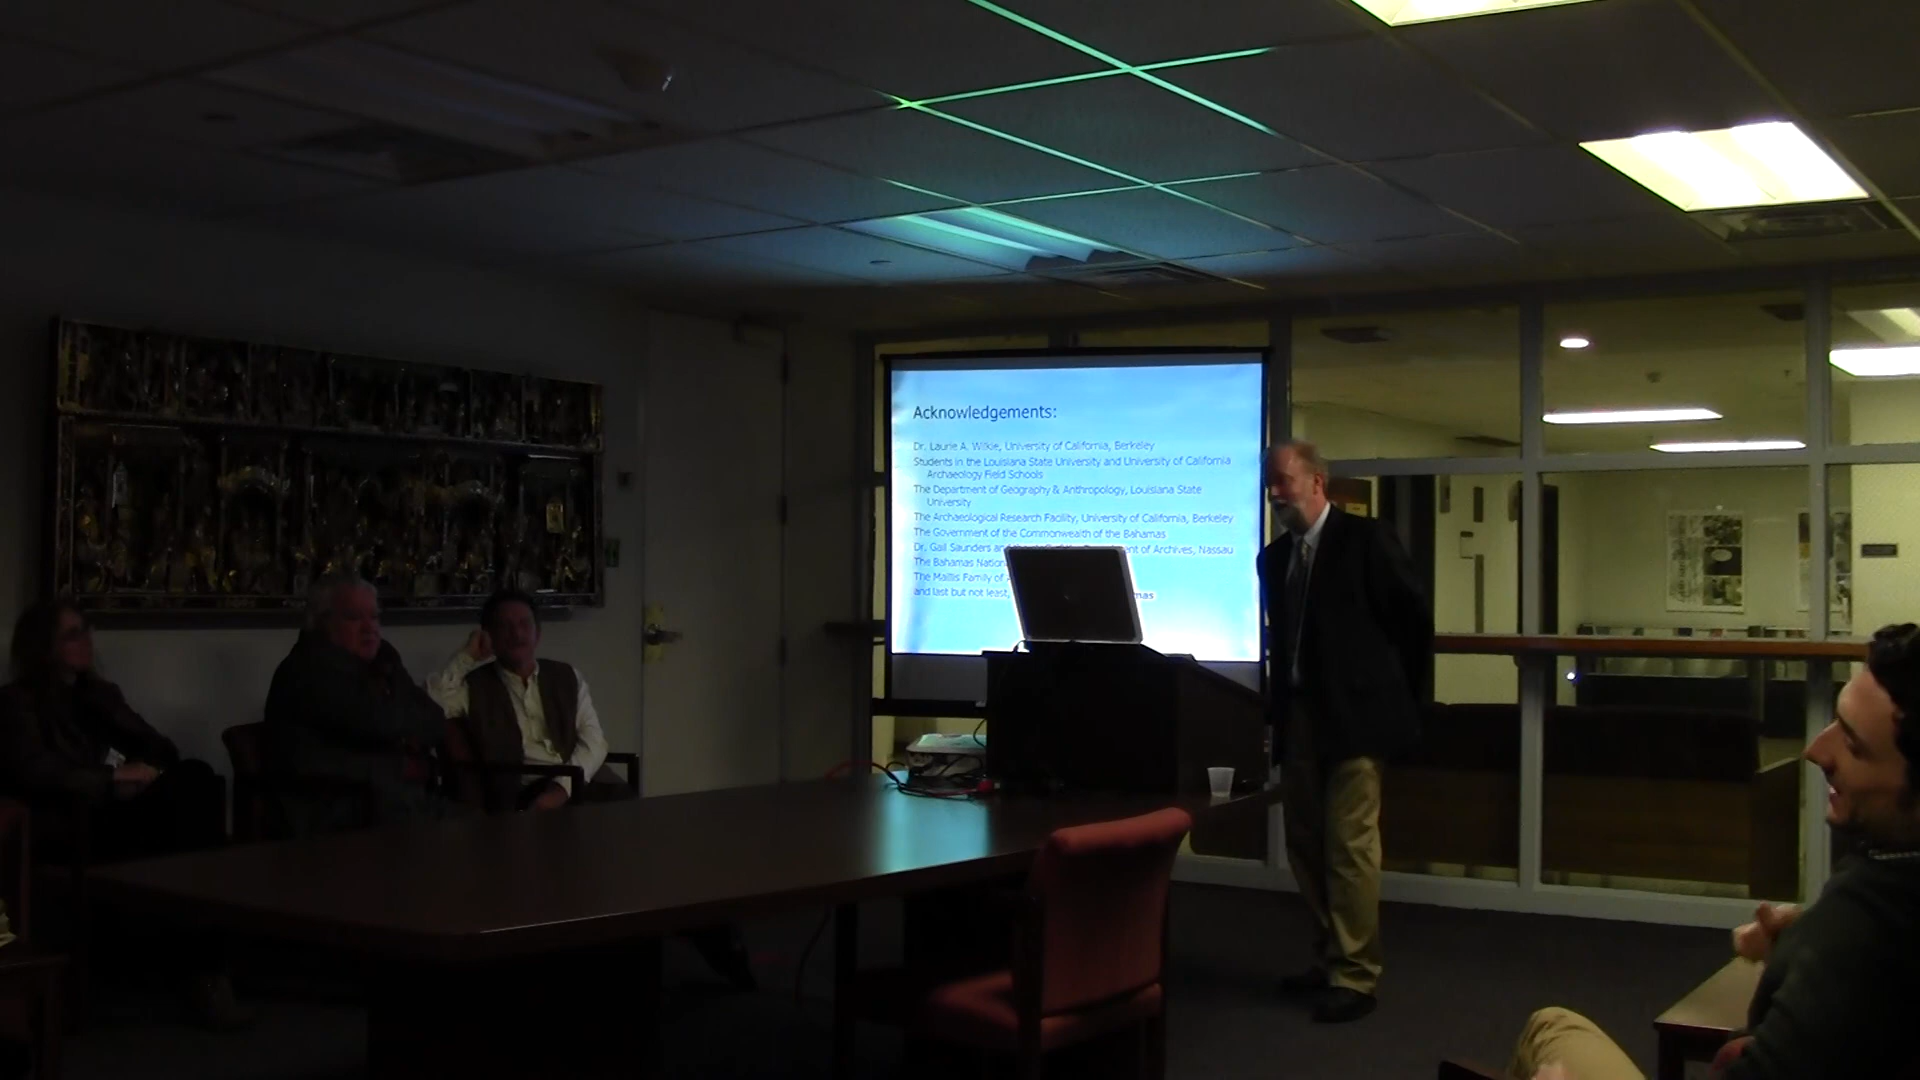 Acknowledgements:
Dr. Laurie A. Wilkie, University of California, Berkeley
Students in the Louisiana State University and University of California
Archaeology Field Schools
The Department of Geography & Anthropology, Louisiana State
University
The Archaeological Research Facility, University of California, Berkeley
The Government of the Commonwealth of the Bahamas
Dr. Gail Saunders an of Archives, Nassau
The Bahamas Nation
The Maillis Family of
and last but not least, mas